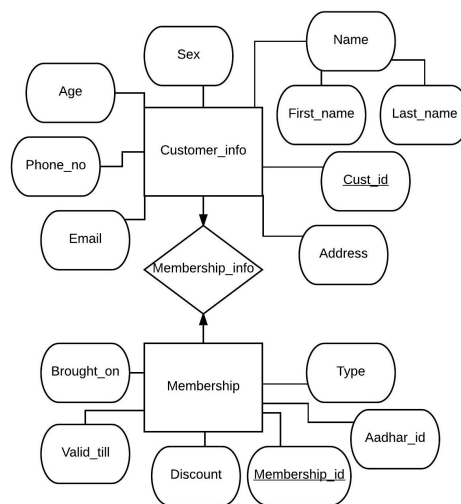 Name
Sex
Age
First_name
Last_name
Customer_info
Phone_no
Cust_id
Email
Address
Membership_info
Brought_on
Type
Membership
Aadhar_id
Valid_till
Discount
Membership_id